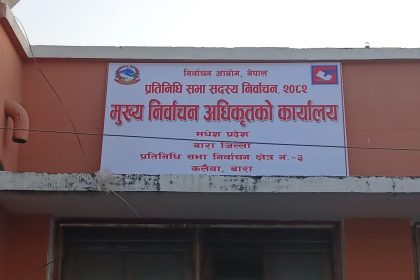 निर्वाचन आयोग, नेपाल
प्रतिनिधि सभा सदस्य निर्वाचन, २०८२
मुख्य निर्वाचन अधिकृतको कार्यालय
मधेश प्रदेश
बारा जिल्ला
प्रतिनिधि सभा निर्वाचन क्षेत्र नं.-३
कलैया, बारा